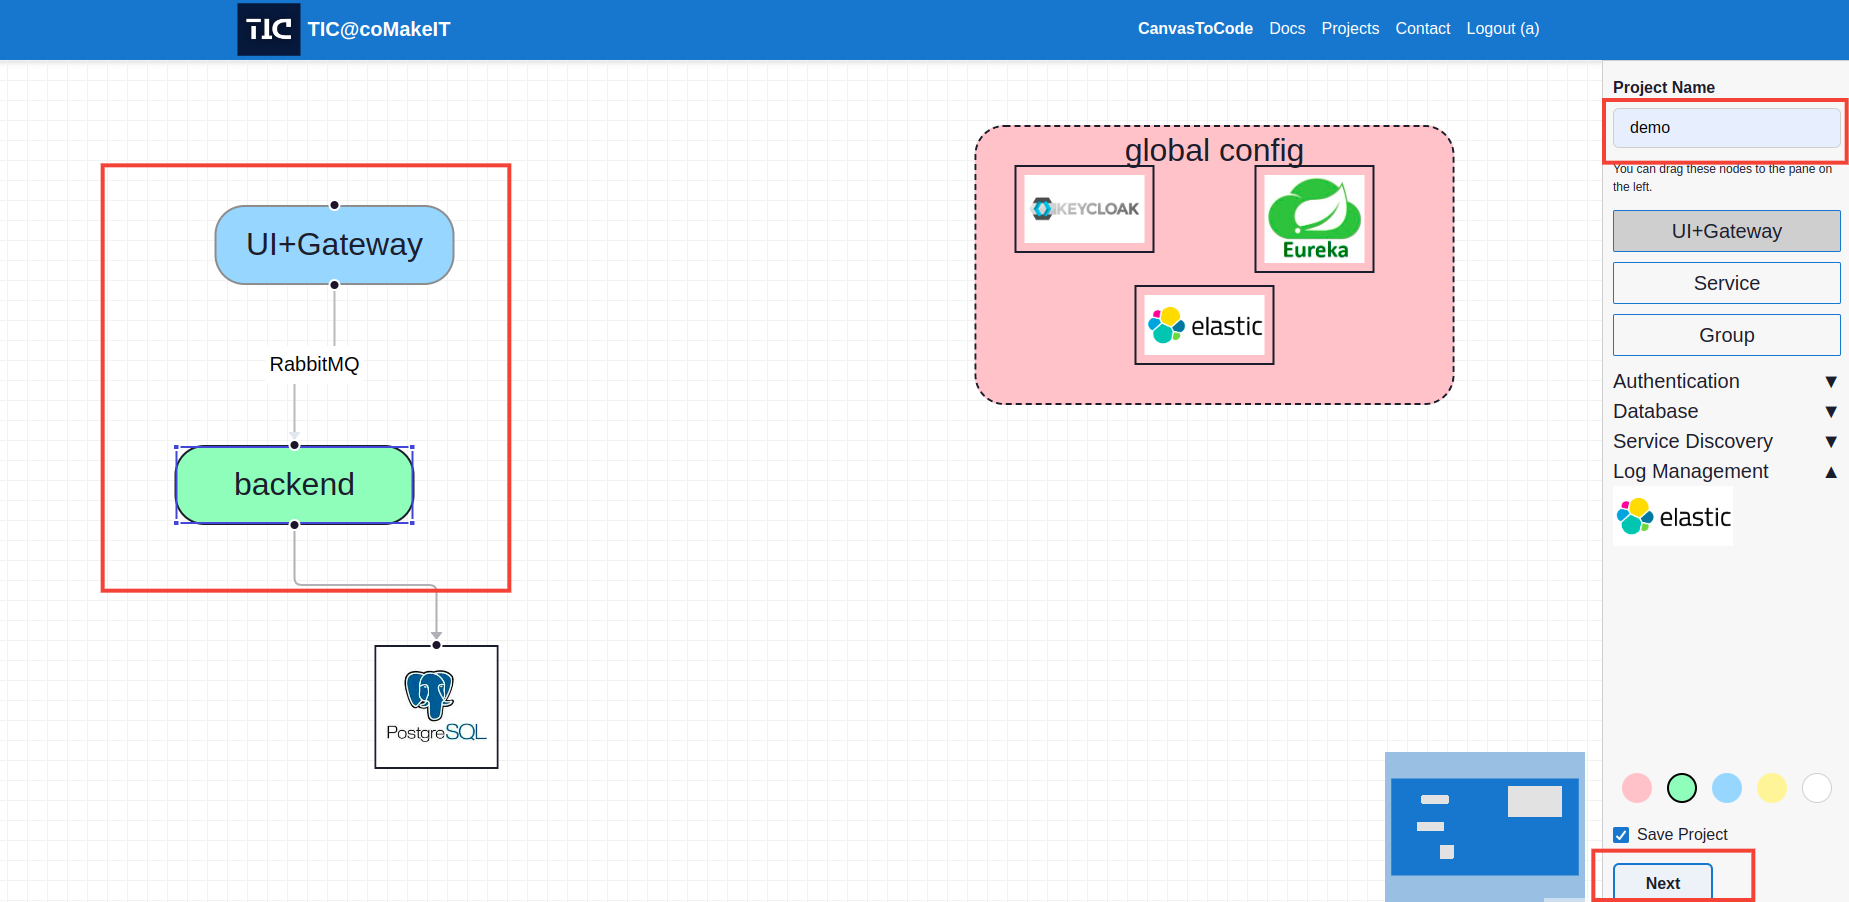 TIC
TIC@coMakeIT
CanvasToCode
Docs
Projects
Contact
Logout (a)
UI+Gateway
RabbitMQ
backend
PostgreSQL
global config
KEYCLOAK
Eureka
elastic
Project Name
demo
You can drag these nodes to the pane on
the left.
UI+Gateway
Service
Group
Authentication ▼
Database ▼
Service Discovery ▼
Log Management ▲
elastic
Save Project
Next